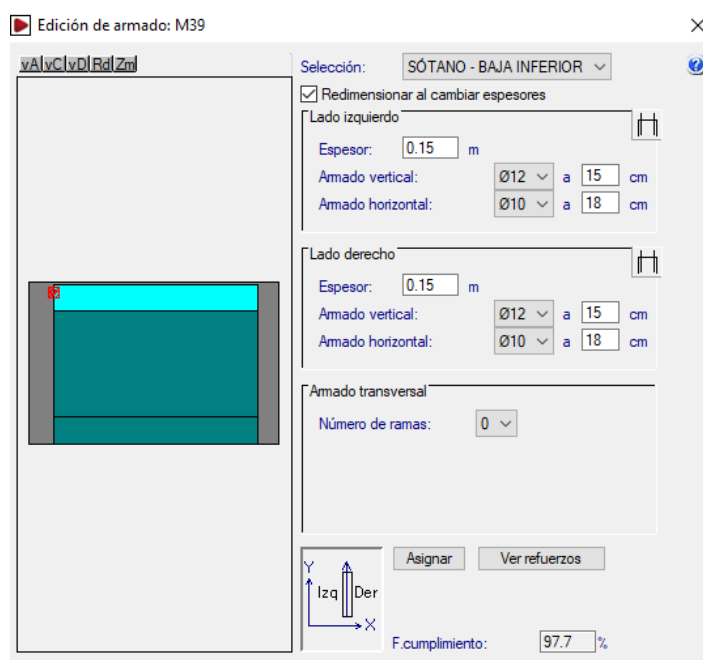 Edición de armado: M39
vA vC vD Rd Zm
Selección: SÓTANO - BAJA INFERIOR
Redimensionar al cambiar espesores
Lado izquierdo
Espesor: 0.15 m
Armado vertical: Ø12 a 15 cm
Armado horizontal: Ø10 a 18 cm
Lado derecho
Espesor: 0.15 m
Armado vertical: Ø12 a 15 cm
Armado horizontal: Ø10 a 18 cm
Armado transversal
Número de ramas: 0
Asignar Ver refuerzos
Y
Izq Der
X
F.cumplimiento: 97.7 %